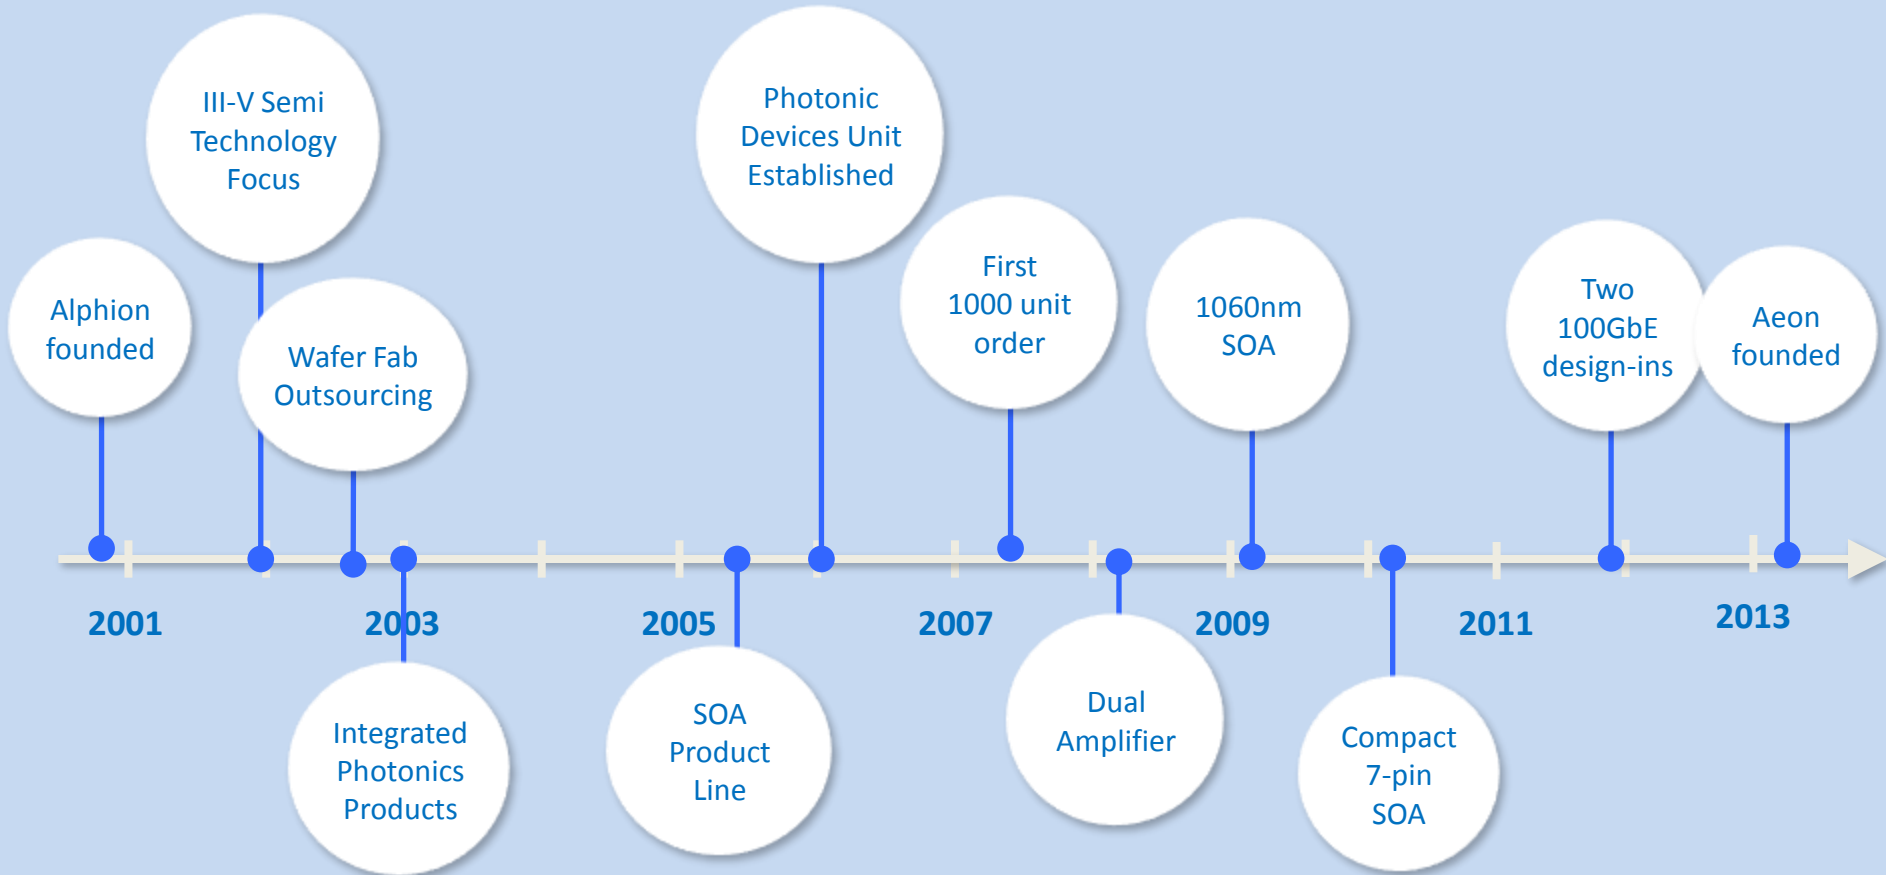 III-V Semi
Technology
Focus
Photonic
Devices Unit
Established
Alphion
founded
Wafer Fab
Outsourcing
First
1000 unit
order
1060nm
SOA
Two
100GbE
design-ins
Aeon
founded
2001
2003
2005
2007
2009
2011
2013
Integrated
Photonics
Products
SOA
Product
Line
Dual
Amplifier
Compact
7-pin
SOA